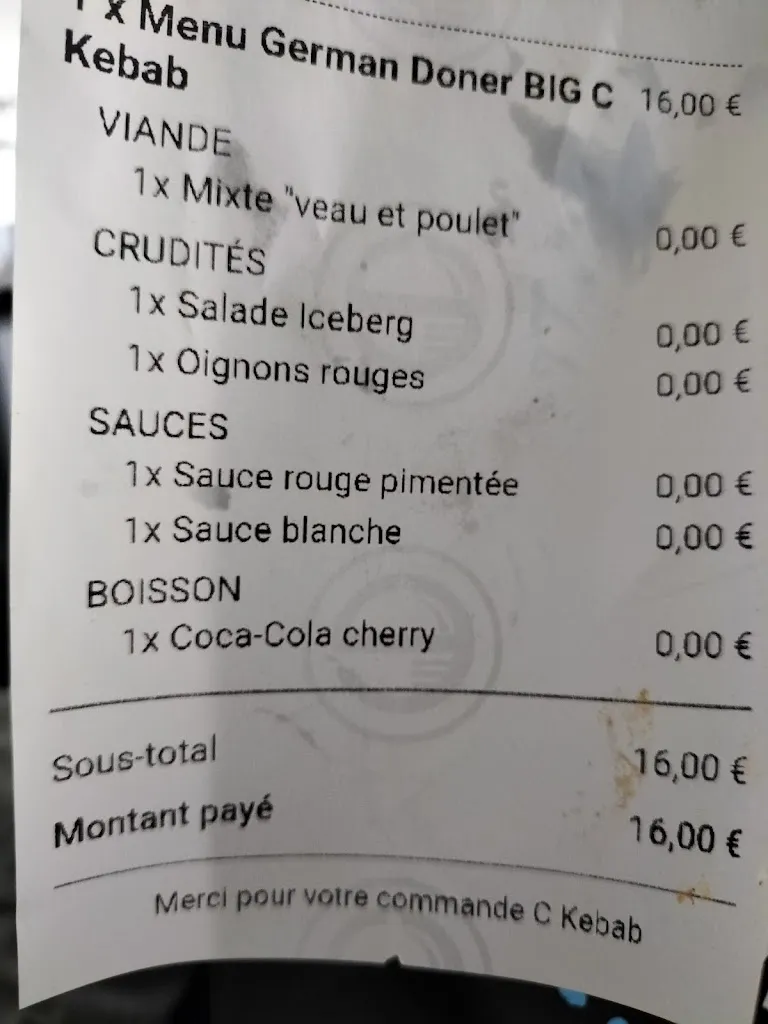 1 x Menu German Doner BIG C 16,00 €
Kebab
VIANDE
1x Mixte "veau et poulet" 0,00 €
CRUDITÉS
1x Salade Iceberg 0,00 €
1x Oignons rouges 0,00 €
SAUCES
1x Sauce rouge pimentée 0,00 €
1x Sauce blanche 0,00 €
BOISSON
1x Coca-Cola cherry 0,00 €
Sous-total 16,00 €
Montant payé 16,00 €
Merci pour votre commande C Kebab